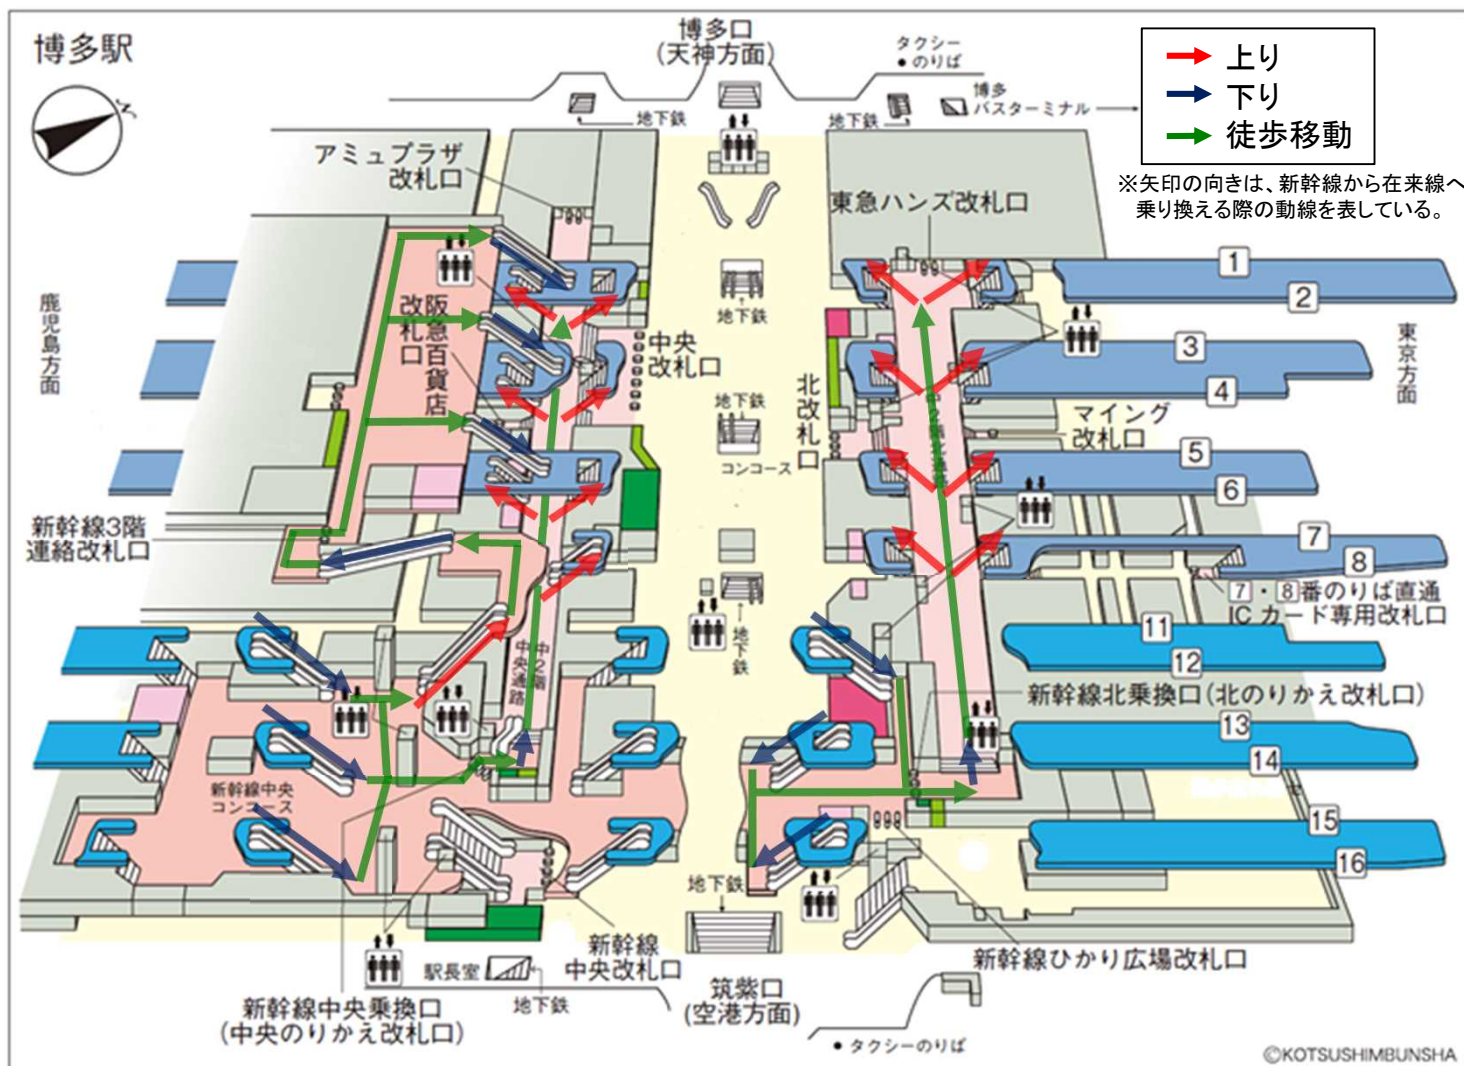 博多駅
博多口
(天神方面)
タクシー
● のりば
博多
バスターミナル
地下鉄
地下鉄
上り
下り
徒歩移動
※矢印の向きは、新幹線から在来線へ
乗り換える際の動線を表している。
アミュプラザ
改札口
東急ハンズ改札口
1
2
地下鉄
鹿児島方面
阪急百貨店
改札口
中央
改札口
3
4
東京方面
北改札口
地下鉄
コンコース
マイング
改札口
5
6
新幹線3階
連絡改札口
7
8
7・8番のりば直通
ICカード専用改札口
地下鉄
中2階
中央通路
11
12
新幹線北乗換口(北のりかえ改札口)
13
14
新幹線中央
コンコース
15
16
地下鉄
新幹線
中央改札口
新幹線ひかり広場改札口
駅長室
地下鉄
新幹線中央乗換口
(中央のりかえ改札口)
筑紫口
(空港方面)
● タクシーのりば
©KOTSUSHIMBUNSHA